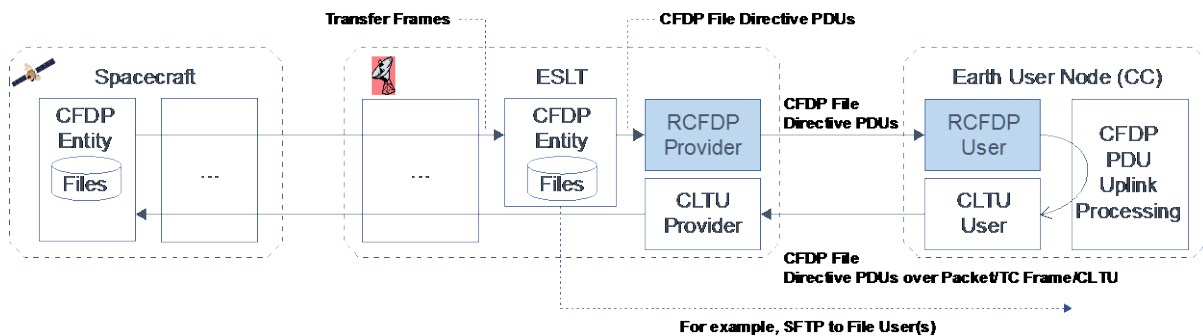 Transfer Frames
CFDP File Directive PDUs
Spacecraft
ESLT
Earth User Node (CC)
CFDP
Entity
Files
...
...
CFDP
Entity
Files
RCFDP
Provider
CLTU
Provider
CFDP File
Directive PDUs
RCFDP
User
CLTU
User
CFDP
PDU
Uplink
Processing
CFDP File
Directive PDUs over Packet/TC Frame/CLTU
For example, SFTP to File User(s)